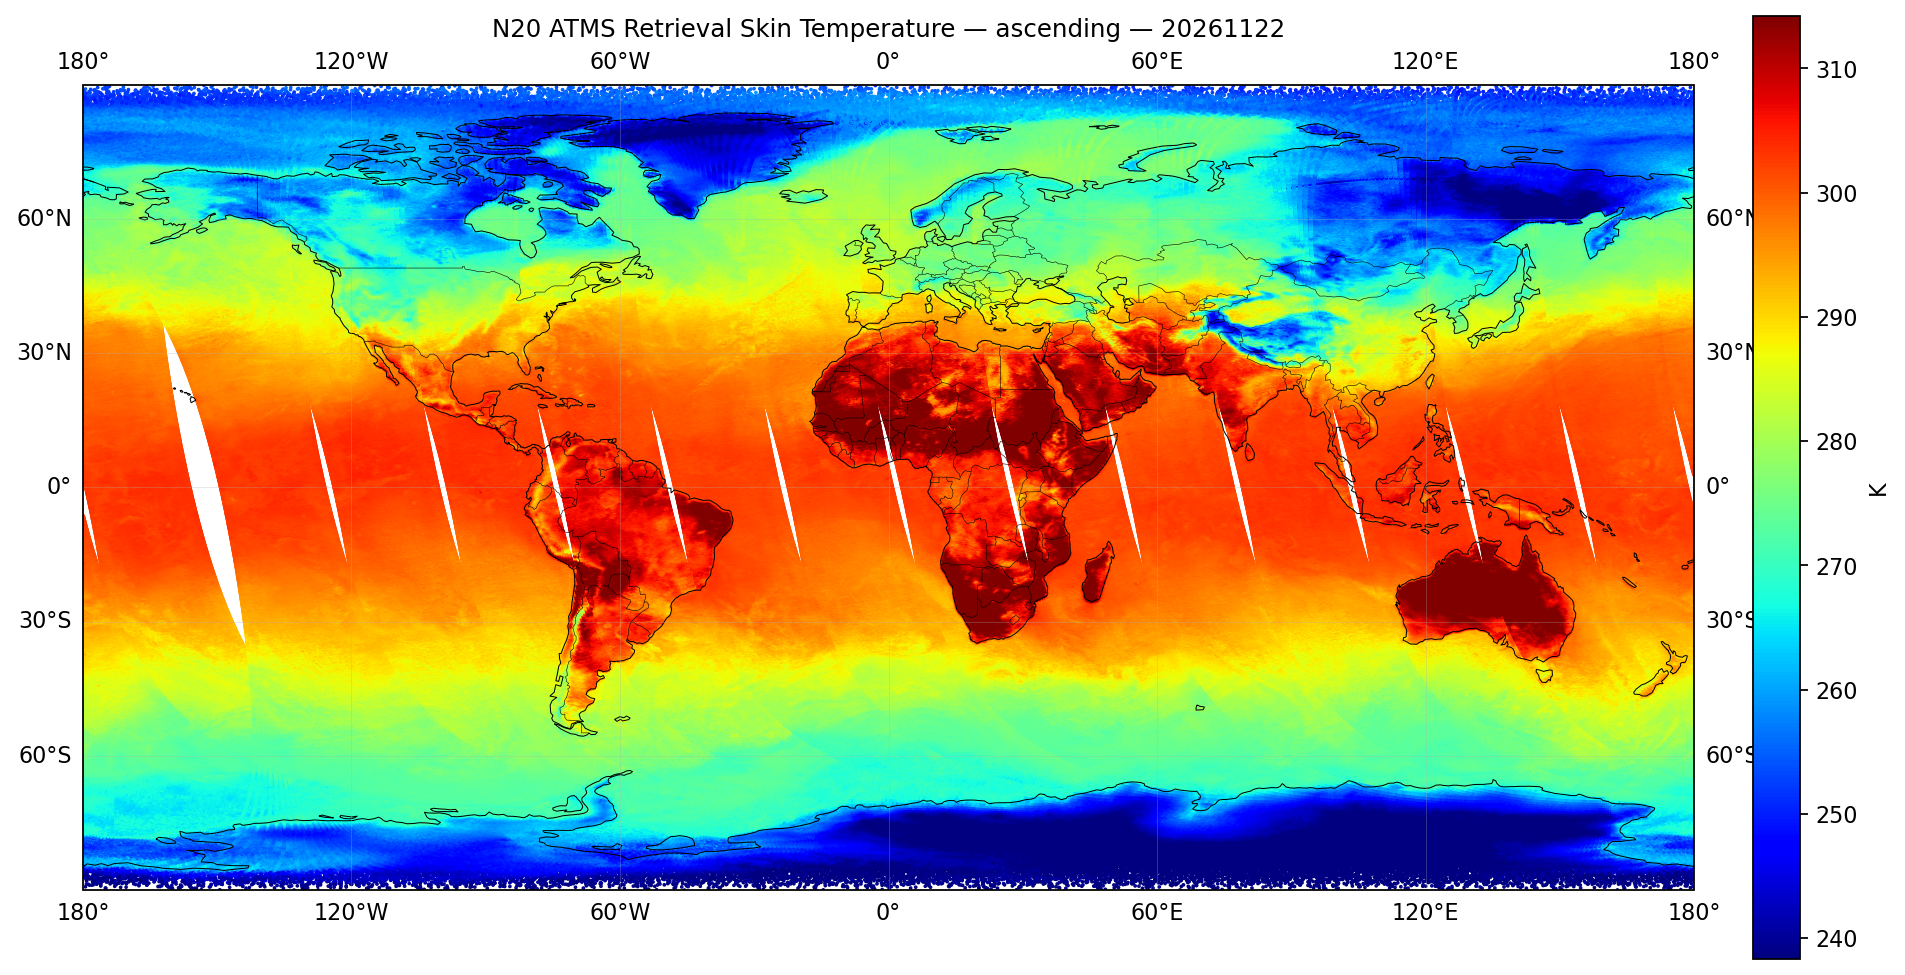 N20 ATMS Retrieval Skin Temperature — ascending — 20261122
180° 120°W 60°W 0° 60°E 120°E 180°
310
300
290
280
270
260
250
240
K
60°N 60°N
30°N 30°N
0° 0°
30°S 30°S
60°S 60°S
180° 120°W 60°W 0° 60°E 120°E 180°